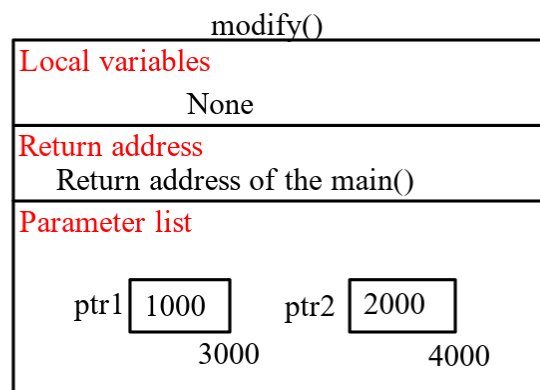 modify()
Local variables
None
Return address
Return address of the main()
Parameter list
ptr1 1000 ptr2 2000
3000 4000